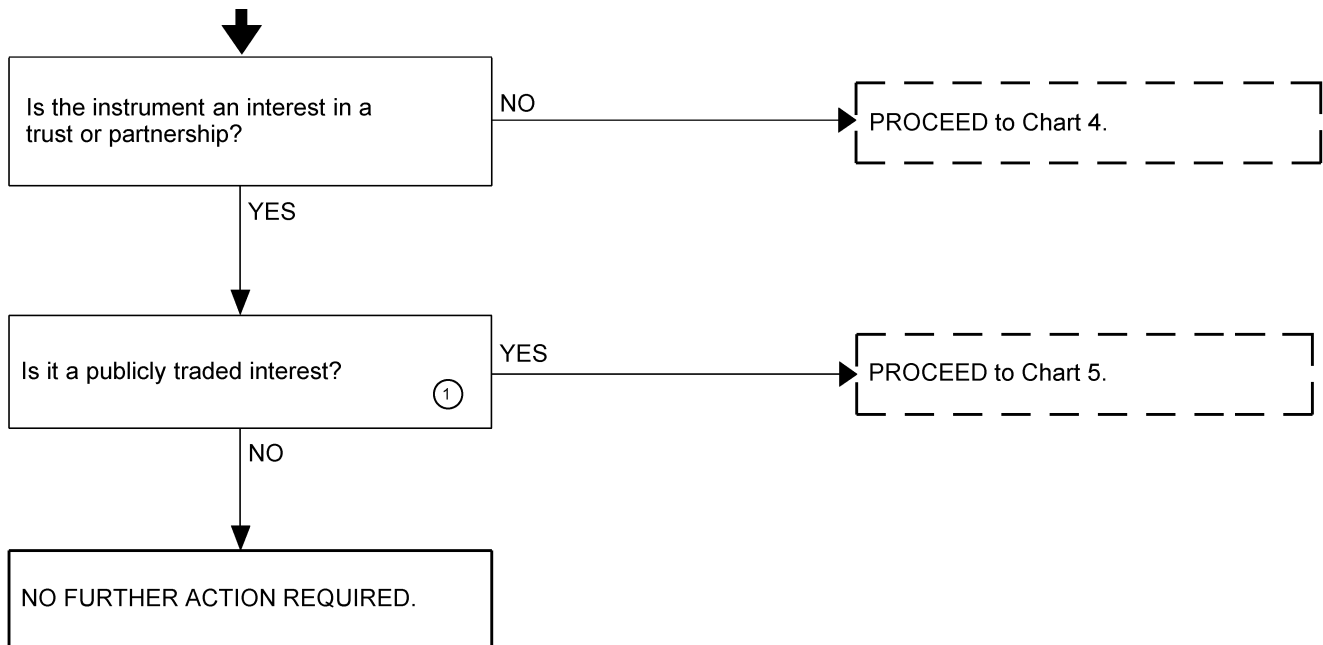 Is the instrument an interest in a
trust or partnership?
NO
PROCEED to Chart 4.
YES
Is it a publicly traded interest?
1
YES
PROCEED to Chart 5.
NO
NO FURTHER ACTION REQUIRED.